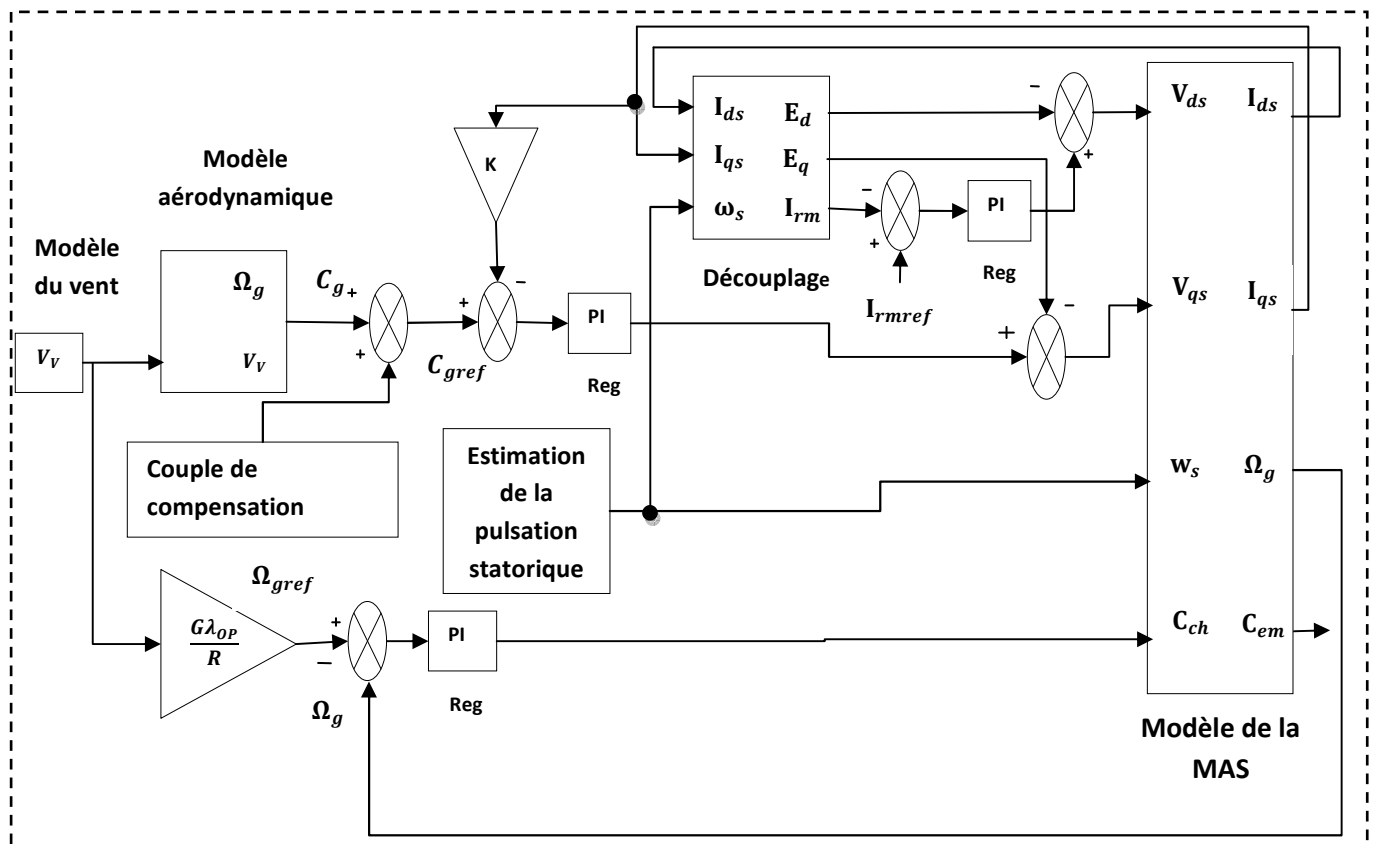 Modèle
aérodynamique
Modèle
du vent
V_V
Ω_g
V_V
C_g +
+
C_gref
+
-
K
PI
Reg
I_ds E_d
I_qs E_q
ω_s I_rm
Découplage
-
+
I_rmref
PI
Reg
-
+
-
+
V_ds I_ds
V_qs I_qs
w_s Ω_g
C_ch C_em
Modèle de la
MAS
Couple de
compensation
Estimation
de la
pulsation
statorique
Gλ_OP
R
Ω_gref
+
−
Ω_g
PI
Reg